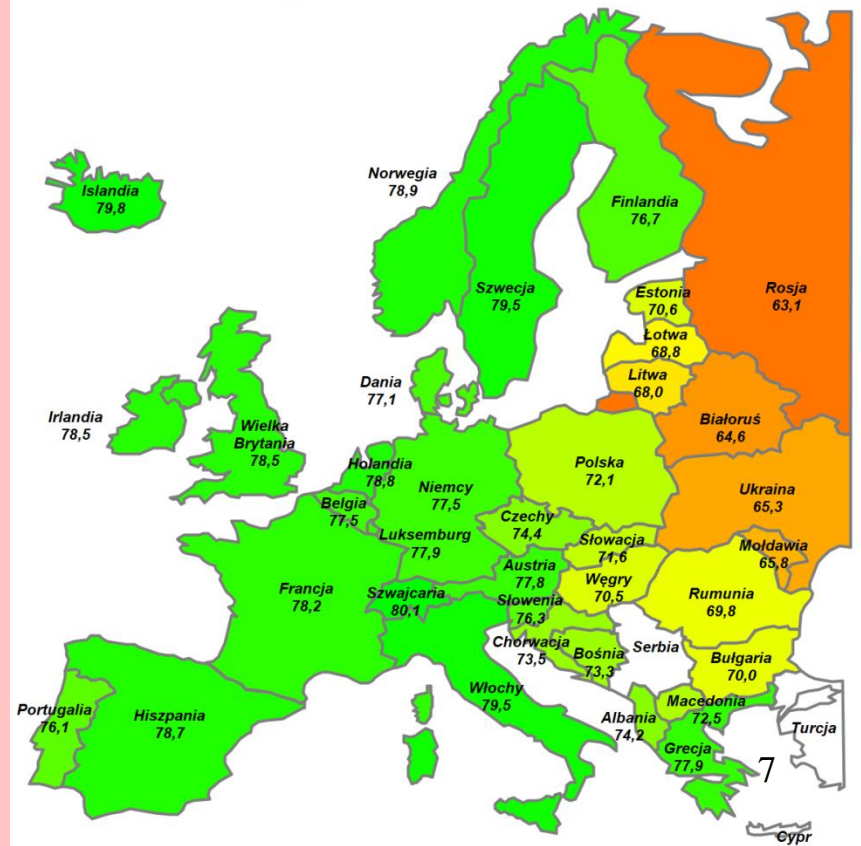 Islandia
79,8
Norwegia
78,9
Finlandia
76,7
Szwecja
79,5
Rosja
63,1
Estonia
70,6
Łotwa
68,8
Litwa
68,0
Dania
77,1
Irlandia
78,5
Wielka
Brytania
78,5
Białoruś
64,6
Holandia
78,8
Niemcy
77,5
Polska
72,1
Ukraina
65,3
Belgia
77,5
Czechy
74,4
Luksemburg
77,9
Słowacja
71,6
Mołdawia
65,8
Austria
77,8
Węgry
70,5
Francja
78,2
Szwajcaria
80,1
Słowenia
76,3
Rumunia
69,8
Chorwacja
73,5
Bośnia
73,3
Serbia
Bułgaria
70,0
Portugalia
76,1
Hiszpania
78,7
Włochy
79,5
Albania
74,2
Macedonia
72,5
Turcja
Grecja
77,9
7
Cypr